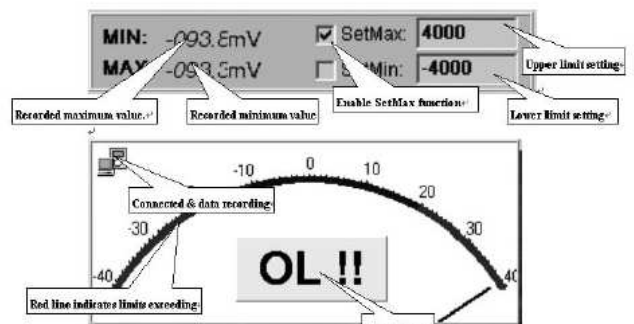 MIN: -093.8mV SetMax: 4000
MAX -093.3mV SetMin: -4000
Upper limit setting
Recorded maximum value.
Recorded minimum value
Enable SetMax function
Lower limit setting
-10 0 10
20
Connected & data recording
-30 30
OL !!
-40 40
Red line indicates limits exceeding